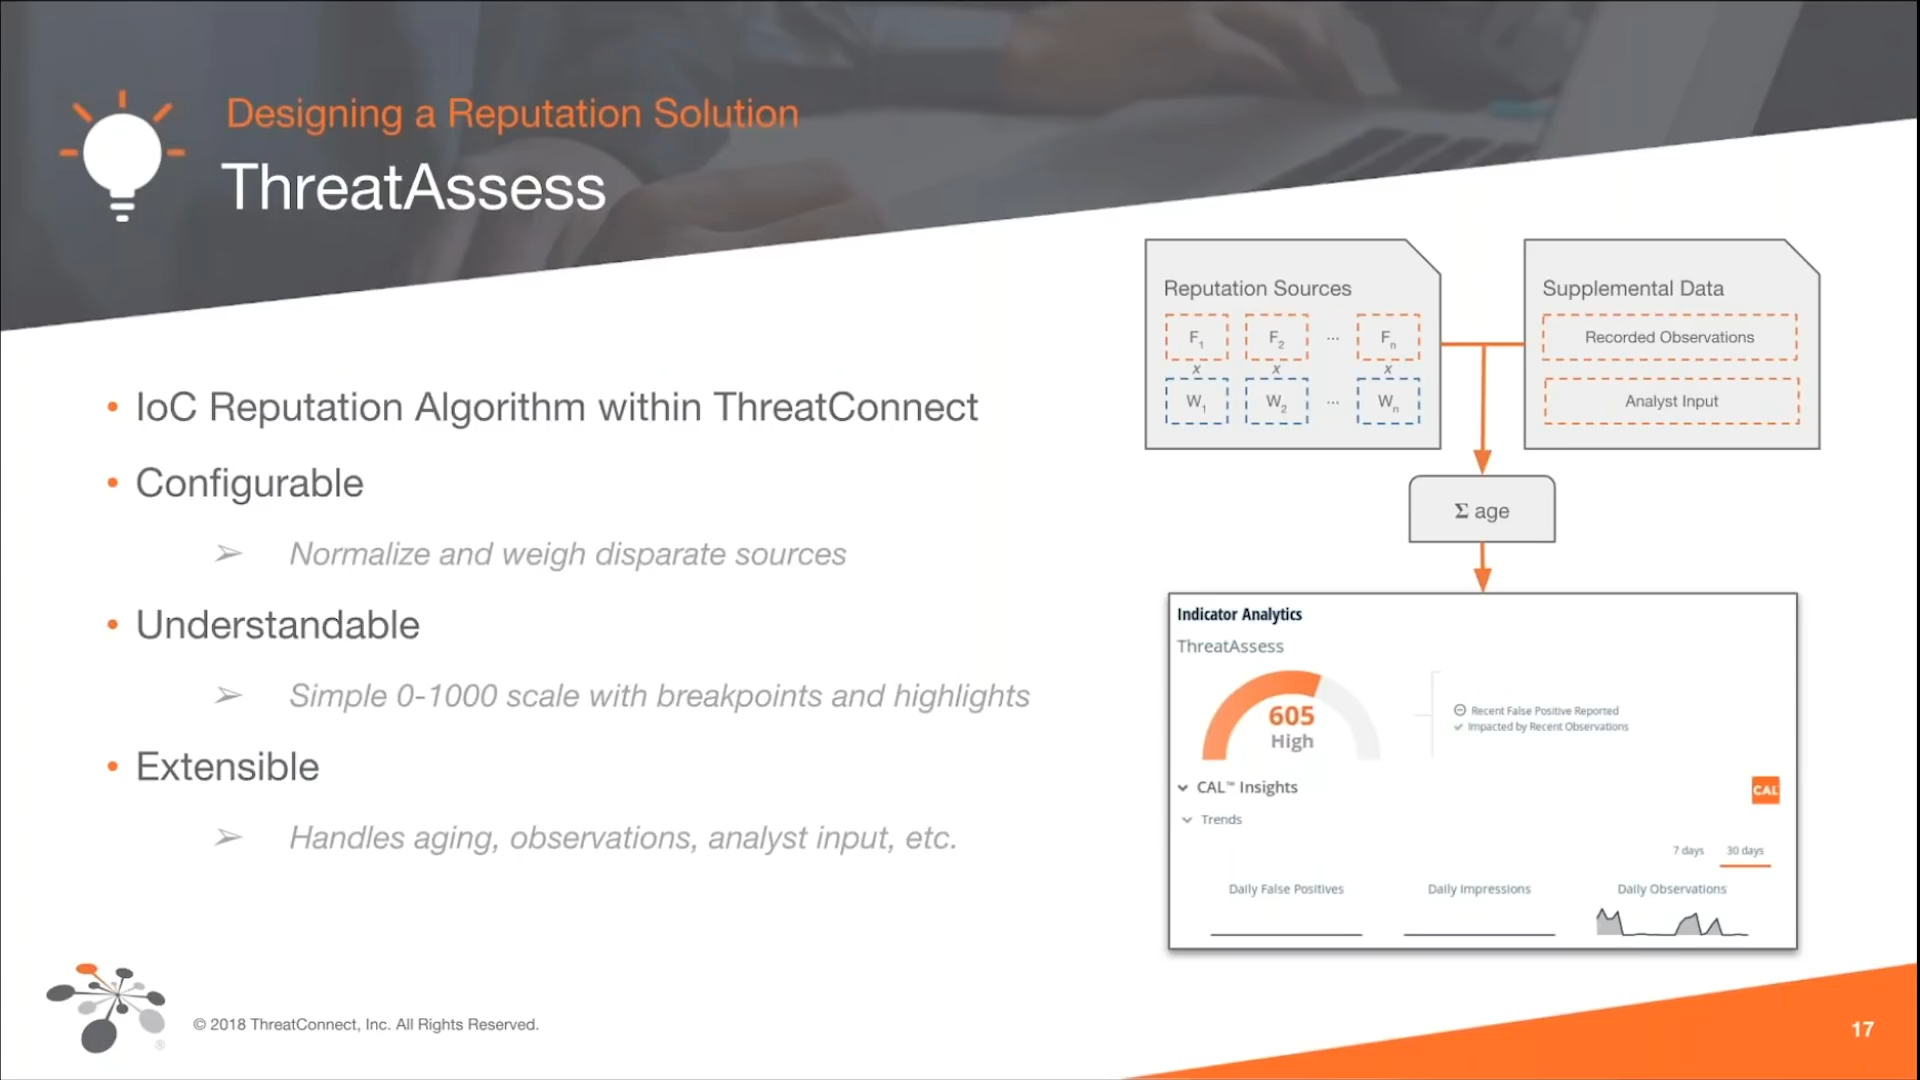 Designing a Reputation Solution
ThreatAssess
• IoC Reputation Algorithm within ThreatConnect
• Configurable
➢ Normalize and weigh disparate sources
• Understandable
➢ Simple 0-1000 scale with breakpoints and highlights
• Extensible
➢ Handles aging, observations, analyst input, etc.
Reputation Sources
F1 F2 ... Fn
x x x
W1 W2 ... Wn
Supplemental Data
Recorded Observations
Analyst Input
Σ age
Indicator Analytics
ThreatAssess
605
High
Recent False Positive Reported
Impacted by Recent Observations
CAL™ Insights
CAL
Trends
7 days 30 days
Daily False Positives Daily Impressions Daily Observations
© 2018 ThreatConnect, Inc. All Rights Reserved.
®
17